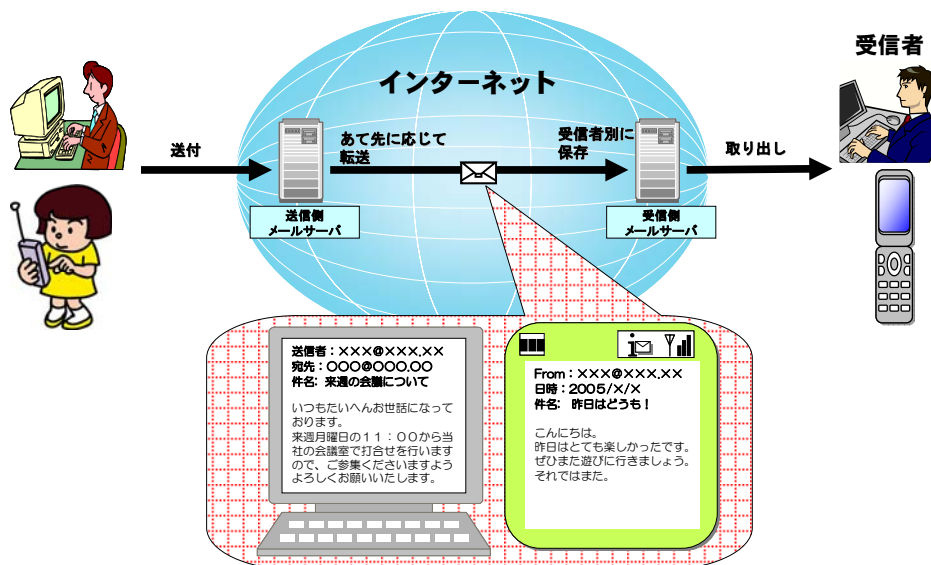 受信者
インターネット
送付
あて先に応じて
転送
受信者別に
保存
取り出し
送信側
メールサーバ
受信側
メールサーバ
送信者：×××@×××.××
宛先：○○○@○○○.○○
件名: 来週の会議について
いつもたいへんお世話になって
おります。
来週月曜日の１１：００から当
社の会議室で打合せを行います
ので、ご参集くださいますよう
よろしくお願いいたします。
i
From：×××@×××.××
日時：2005/×/×
件名: 昨日はどうも！
こんにちは。
昨日はとても楽しかったです。
ぜひまた遊びに行きましょう。
それではまた。